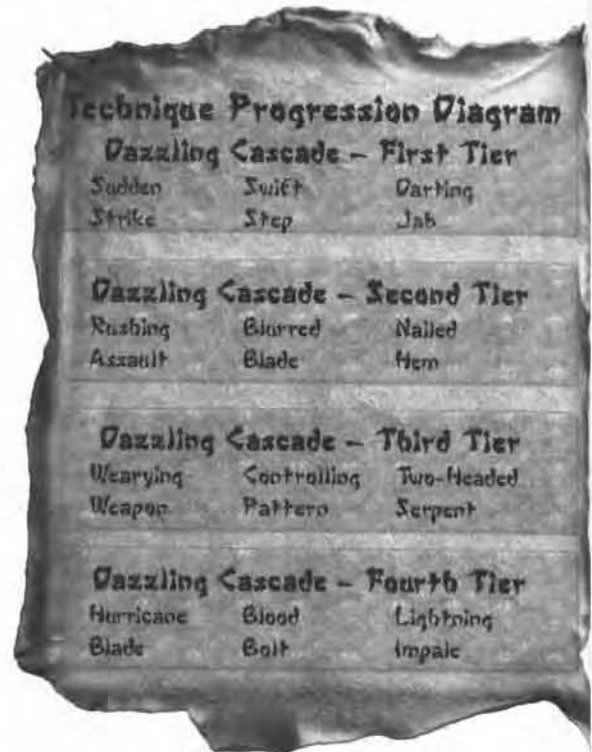 Technique Progression Diagram
Dazzling Cascade – First Tier
Sudden Swift Darting
Strike Step Jab
Dazzling Cascade – Second Tier
Rushing Blurred Nailed
Assault Blade Hem
Dazzling Cascade – Third Tier
Wearying Controlling Two-Headed
Weapon Pattern Serpent
Dazzling Cascade – Fourth Tier
Hurricane Blood Lightning
Blade Bolt Impale